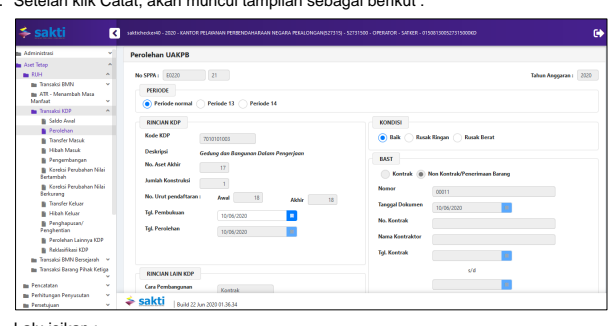 Setelah klik Catat, akan muncul tampilan sebagai berikut :
sakti
saktichecker40 - 2020 - KANTOR PELAYANAN PERBENDAHARAAN NEGARA PEKALONGAN(527315) - 52731500 - OPERATOR - SATKER - 015081300527315000KD
Administrasi
Aset Tetap
RUH
Transaksi BMN
ATR - Menambah Masa Manfaat
Transaksi KDP
Saldo Awal
Perolehan
Transfer Masuk
Hibah Masuk
Pengembangan
Koreksi Perubahan Nilai Bertambah
Koreksi Perubahan Nilai Berkurang
Transfer Keluar
Hibah Keluar
Penghapusan/ Penghentian
Perolehan Lainnya KDP
Reklasifikasi KDP
Transaksi BMN Bersejarah
Transaksi Barang Pihak Ketiga
Pencatatan
Perhitungan Penyusutan
Persetujuan
Perolehan UAKPB
No SPPA : E0220 21
Tahun Anggaran : 2020
PERIODE
Periode normal Periode 13 Periode 14
RINCIAN KDP
Kode KDP 7010101003
Deskripsi Gedung dan Bangunan Dalam Pengerjaan
No. Aset Akhir 17
Jumlah Konstruksi 1
No. Urut pendaftaran : Awal 18 Akhir 18
Tgl. Pembukuan 10/06/2020
Tgl. Perolehan 10/06/2020
RINCIAN LAIN KDP
Cara Pembangunan Kontrak
KONDISI
Baik Rusak Ringan Rusak Berat
BAST
Kontrak Non Kontrak/Penerimaan Barang
Nomor 00011
Tanggal Dokumen 10/06/2020
No. Kontrak
Nama Kontraktor
Tgl. Kontrak
s/d
sakti Build 22 Jun 2020 01.36.34